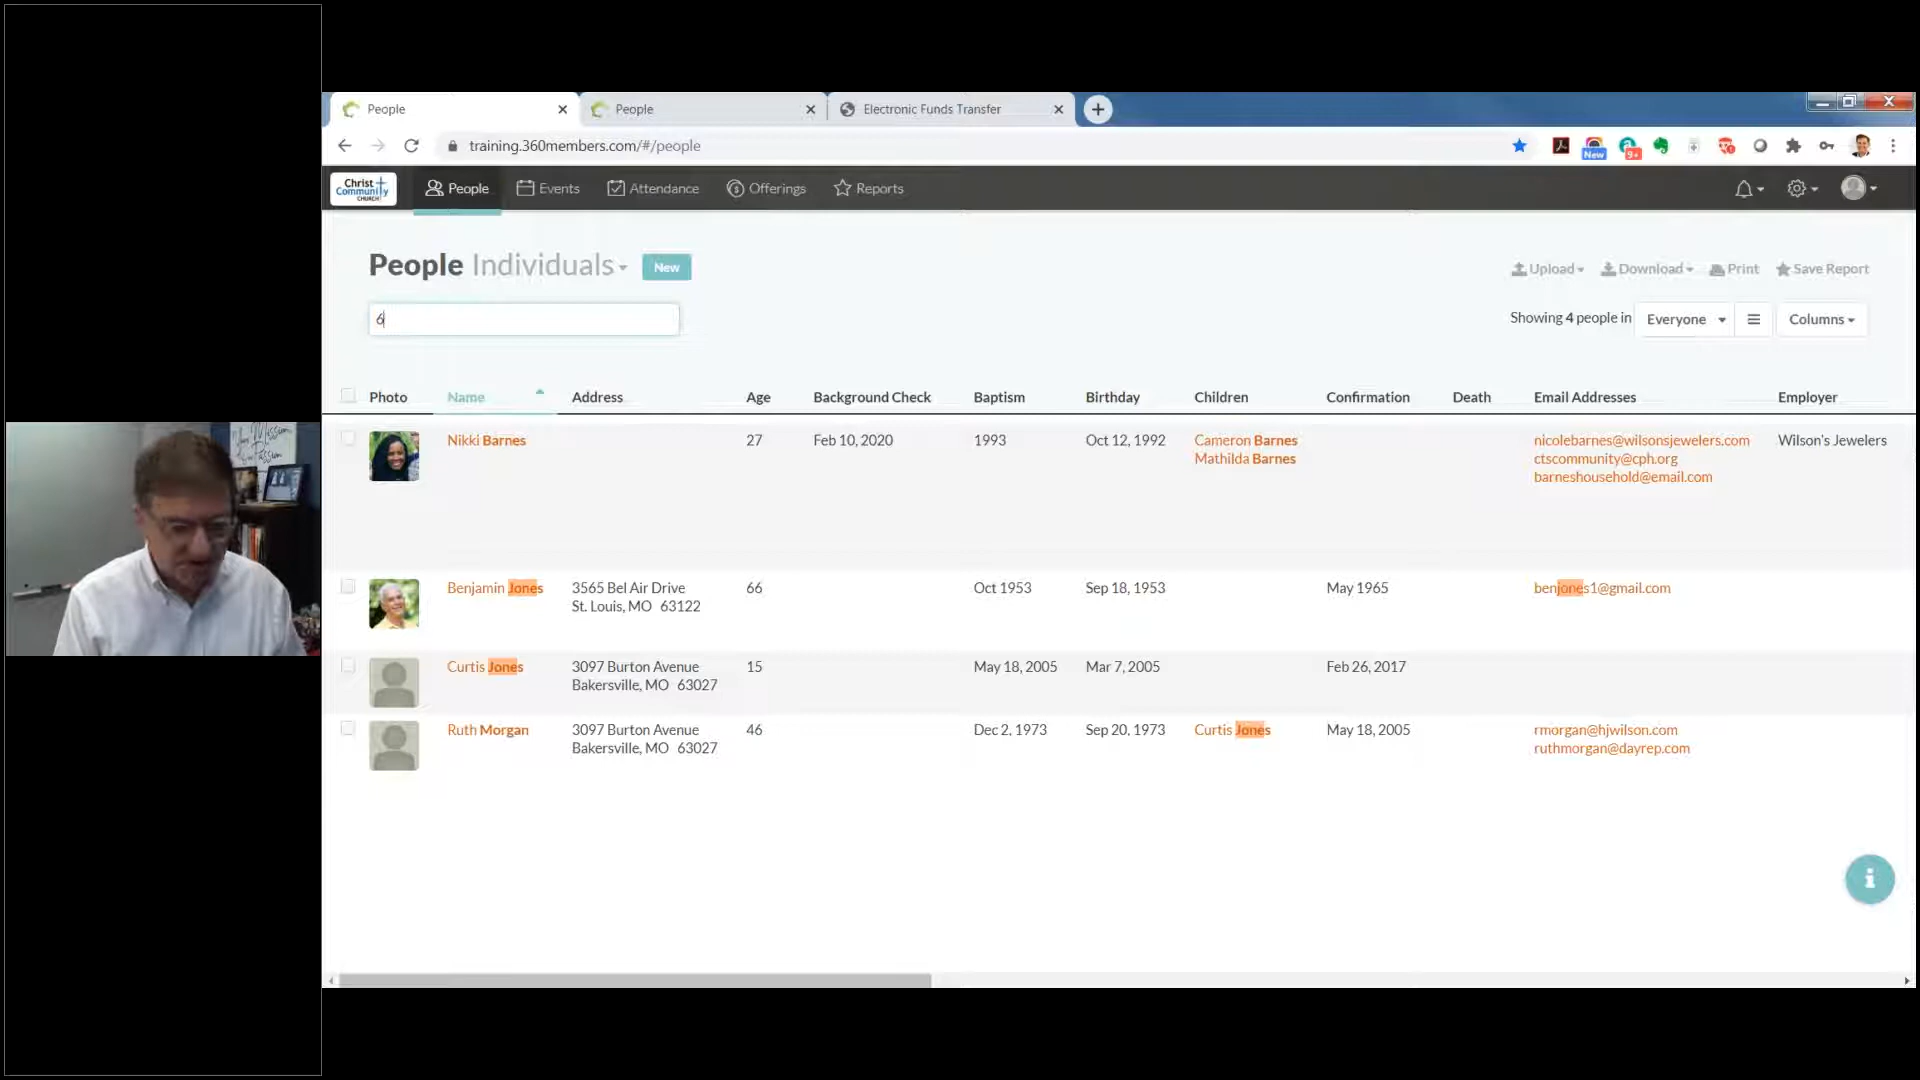 People
People
Electronic Funds Transfer
training.360members.com/#/people
New
9+
Christ
Community
CHURCH
People
Events
Attendance
Offerings
Reports
People Individuals
New
Upload
Download
Print
Save Report
6
Showing 4 people in
Everyone
Columns
Photo Name Address Age Background Check Baptism Birthday Children Confirmation Death Email Addresses Employer
Nikki Barnes 27 Feb 10, 2020 1993 Oct 12, 1992 Cameron Barnes nicolebarnes@wilsonsjewelers.com Wilson's Jewelers
Mathilda Barnes ctscommunity@cph.org
barneshousehold@email.com
Benjamin Jones 3565 Bel Air Drive 66 Oct 1953 Sep 18, 1953 May 1965 benjones1@gmail.com
St. Louis, MO 63122
Curtis Jones 3097 Burton Avenue 15 May 18, 2005 Mar 7, 2005 Feb 26, 2017
Bakersville, MO 63027
Ruth Morgan 3097 Burton Avenue 46 Dec 2, 1973 Sep 20, 1973 Curtis Jones May 18, 2005 rmorgan@hjwilson.com
Bakersville, MO 63027 ruthmorgan@dayrep.com